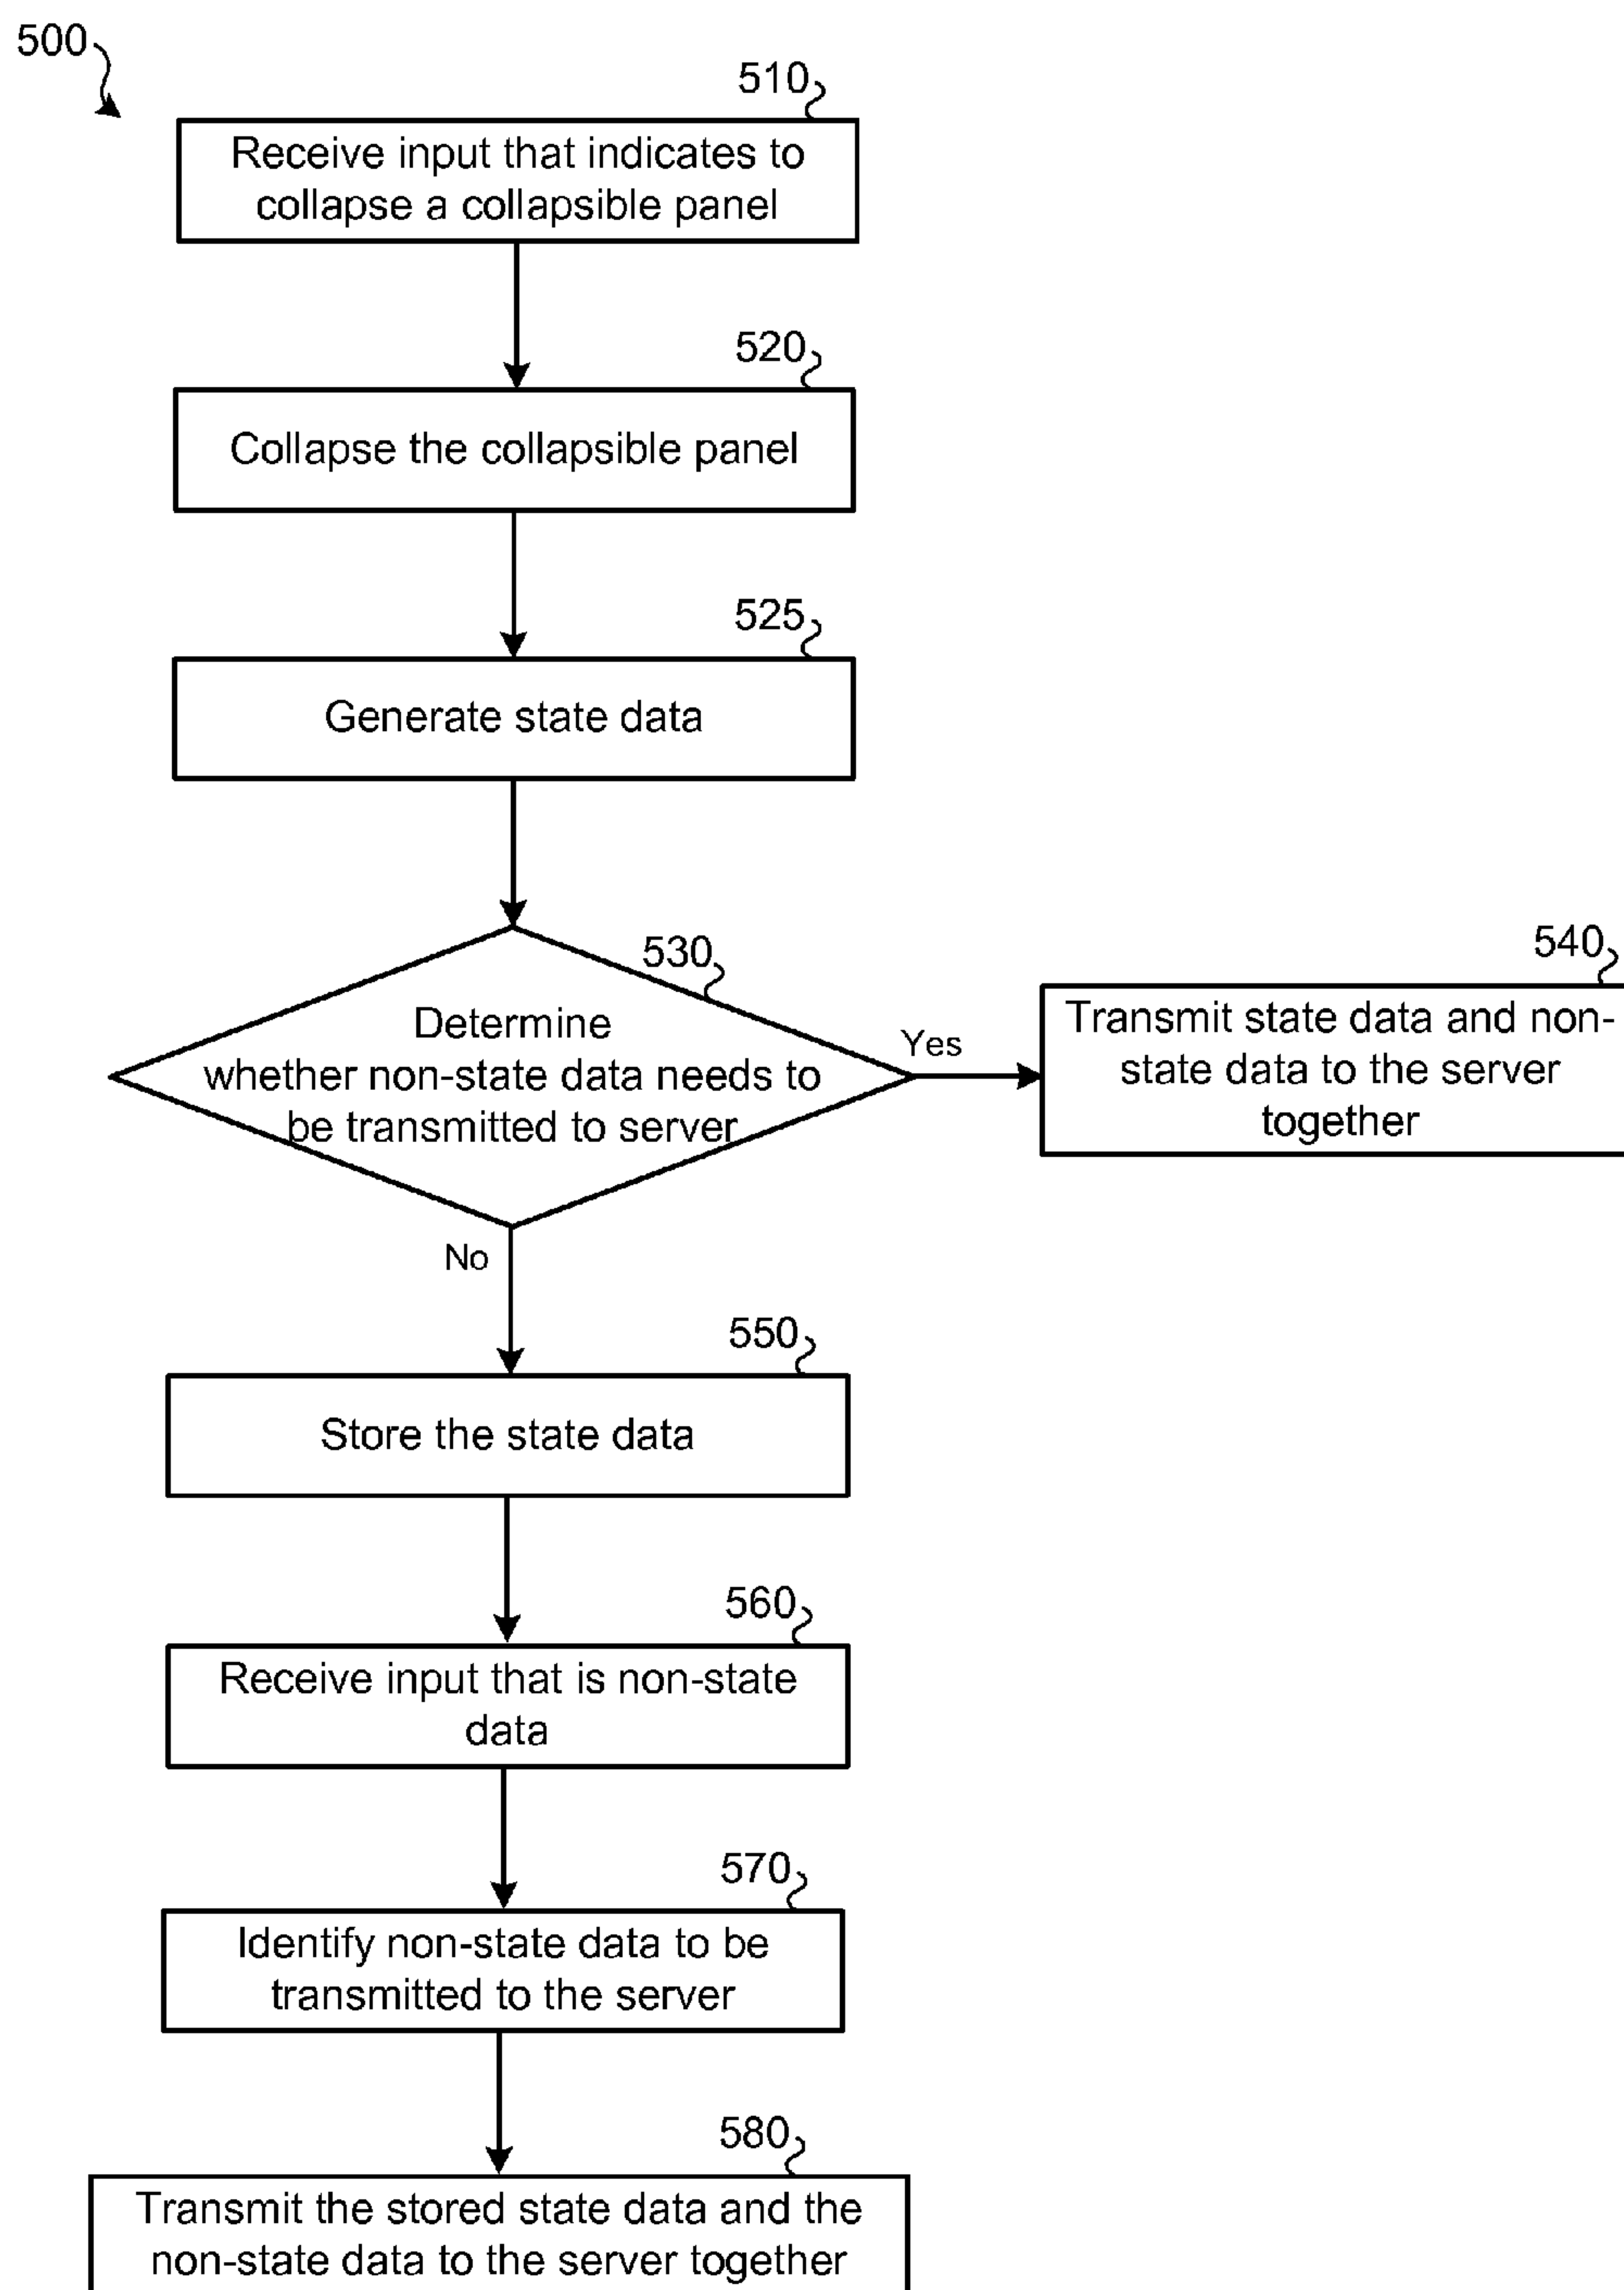 500
510
Receive input that indicates to
collapse a collapsible panel
520
Collapse the collapsible panel
525
Generate state data
530
Determine
whether non-state data needs to
be transmitted to server
Yes
540
Transmit state data and non-
state data to the server
together
No
550
Store the state data
560
Receive input that is non-state
data
570
Identify non-state data to be
transmitted to the server
580
Transmit the stored state data and the
non-state data to the server together